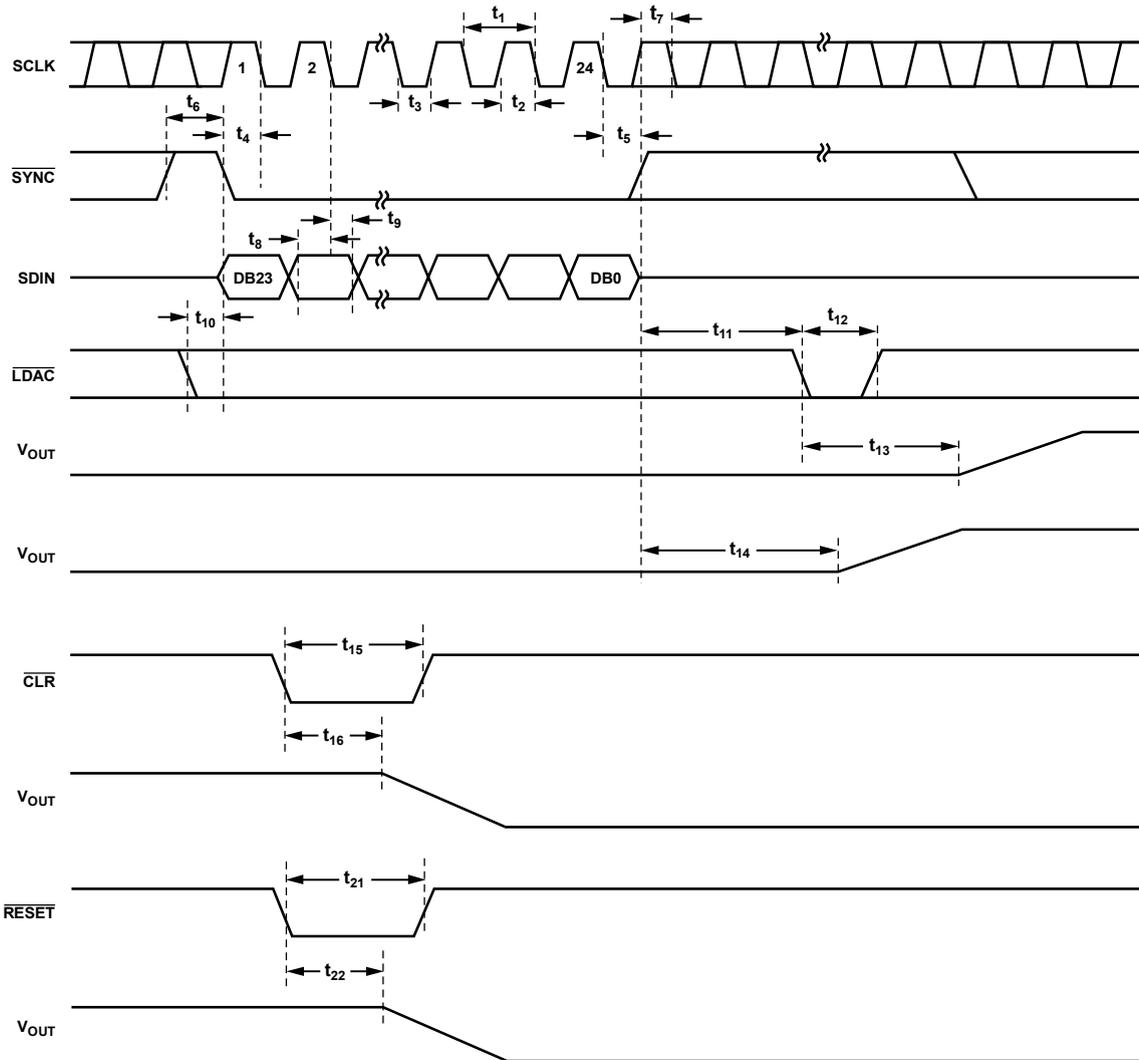 t₁
t₇
SCLK
1
2
24
t₃
t₂
t₆
t₄
t₅
SYNC
t₉
t₈
SDIN
DB23
DB0
t₁₀
t₁₁
t₁₂
LDAC
VOUT
t₁₃
VOUT
t₁₄
t₁₅
CLR
t₁₆
VOUT
t₂₁
RESET
t₂₂
VOUT